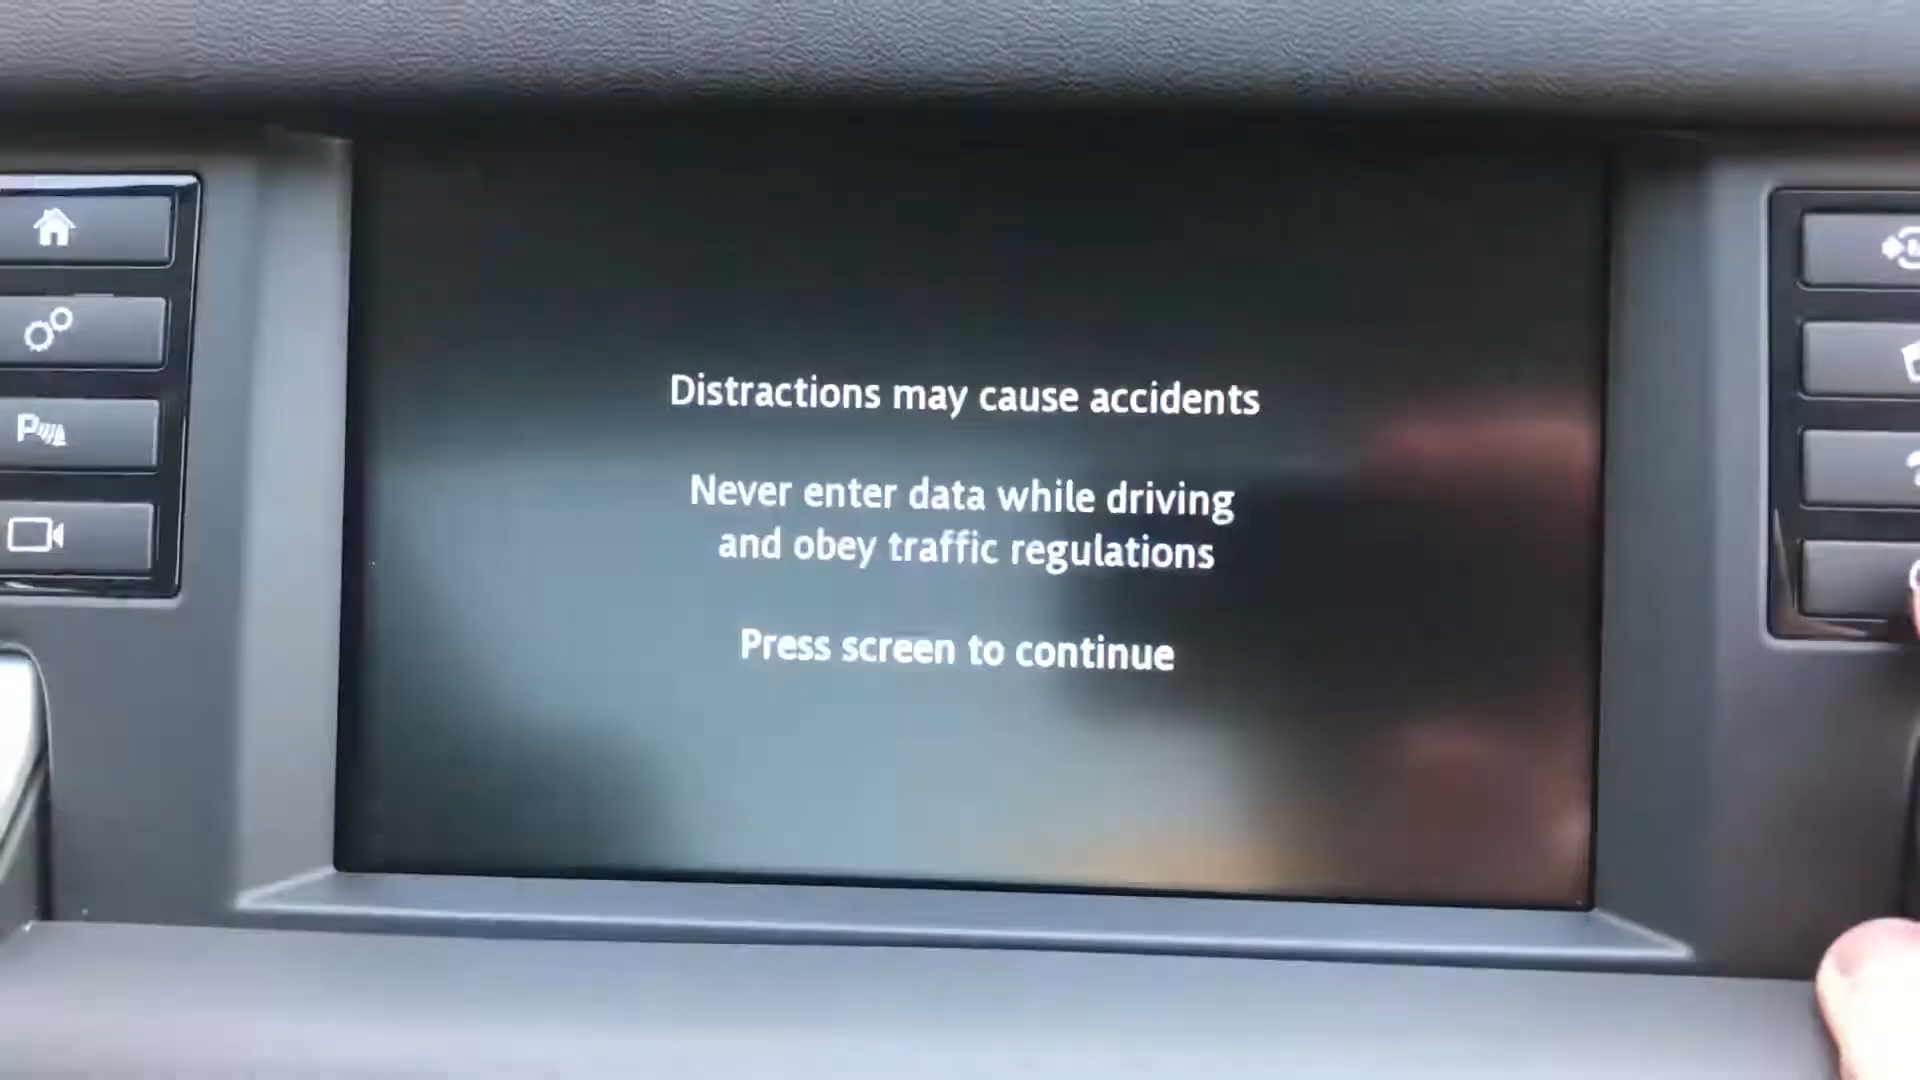 Distractions may cause accidents
Never enter data while driving
and obey traffic regulations
Press screen to continue
P